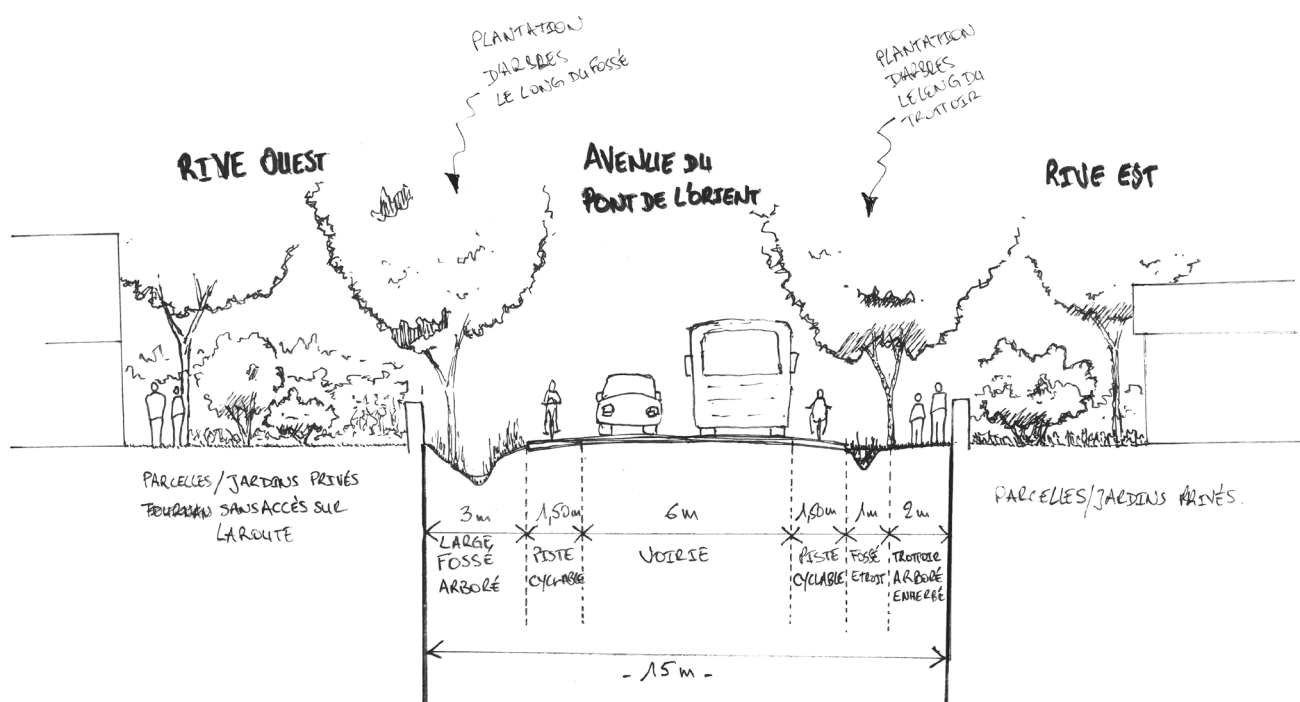 PLANTATION
D'ARBRES
LE LONG DU FOSSÉ
PLANTATION
D'ARBRES
LE LONG DU
TROTTOIR
RIVE OUEST
AVENUE DU
PONT DE L'ORIENT
RIVE EST
PARCELLES/JARDINS PRIVÉS
SANS ACCÈS SUR
LA ROUTE
PARCELLES/JARDINS PRIVÉS.
3m
1,50m
6m
1,50m
1m
2m
LARGE
FOSSÉ
ARBORÉ
PISTE
CYCLABLE
VOIRIE
PISTE
CYCLABLE
FOSSÉ
ETROIT
TROTTOIR
ARBORÉ
ENHERBÉ
- 15m -